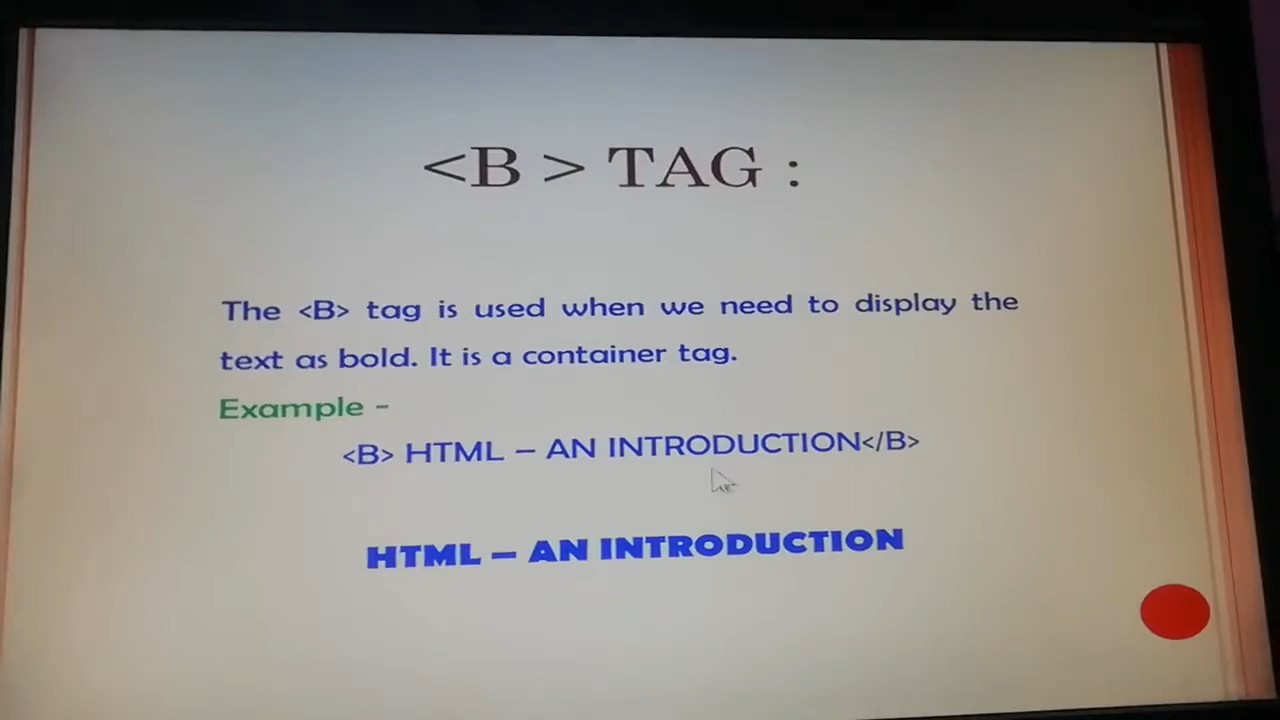 <B > TAG :
The <B> tag is used when we need to display the
text as bold. It is a container tag.
Example -
<B> HTML – AN INTRODUCTION</B>
HTML – AN INTRODUCTION